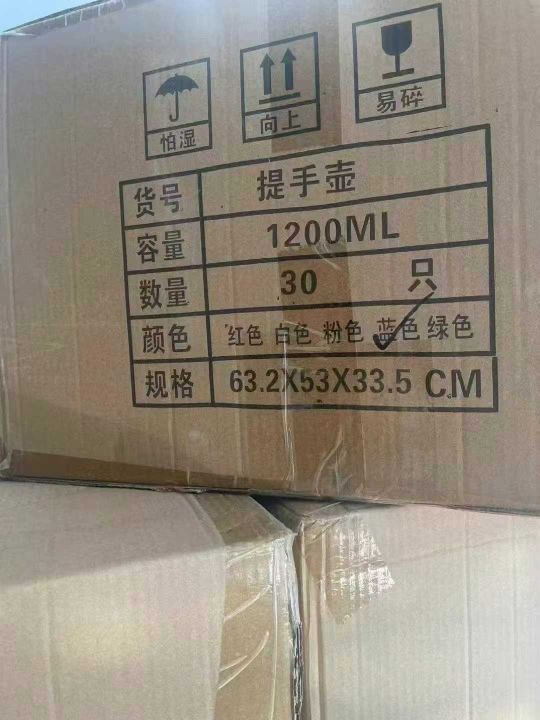 怕湿 向上 易碎
货号 提手壶
容量 1200ML
数量 30 只
颜色 红色 白色 粉色 蓝色 绿色
规格 63.2X53X33.5 CM